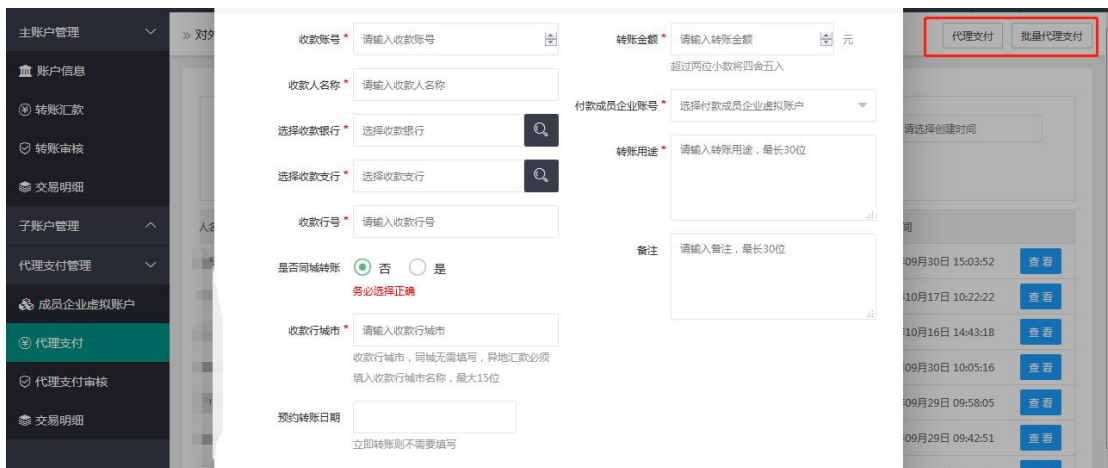 主账户管理
账户信息
转账汇款
转账审核
交易明细
子账户管理
代理支付管理
成员企业虚拟账户
代理支付
代理支付审核
交易明细
» 对外
收款账号 * 请输入收款账号
收款人名称 * 请输入收款人名称
选择收款银行 * 选择收款银行
选择收款支行 * 选择收款支行
收款行号 * 请输入收款行号
是否同城转账 否 是
务必选择正确
收款行城市 * 请输入收款行城市
收款行城市，同城无需填写，异地汇款必须
填入收款行城市名称，最大15位
预约转账日期
立即转账则不需要填写
转账金额 * 请输入转账金额 元
超过两位小数将四舍五入
付款成员企业账号 * 选择付款成员企业虚拟账户
转账用途 * 请输入转账用途，最长30位
备注 请输入备注，最长30位
代理支付 批量代理支付
请选择创建时间
09月30日 15:03:52 查看
10月17日 10:22:22 查看
10月16日 14:43:18 查看
09月30日 10:05:16 查看
09月29日 09:58:05 查看
09月29日 09:42:51 查看